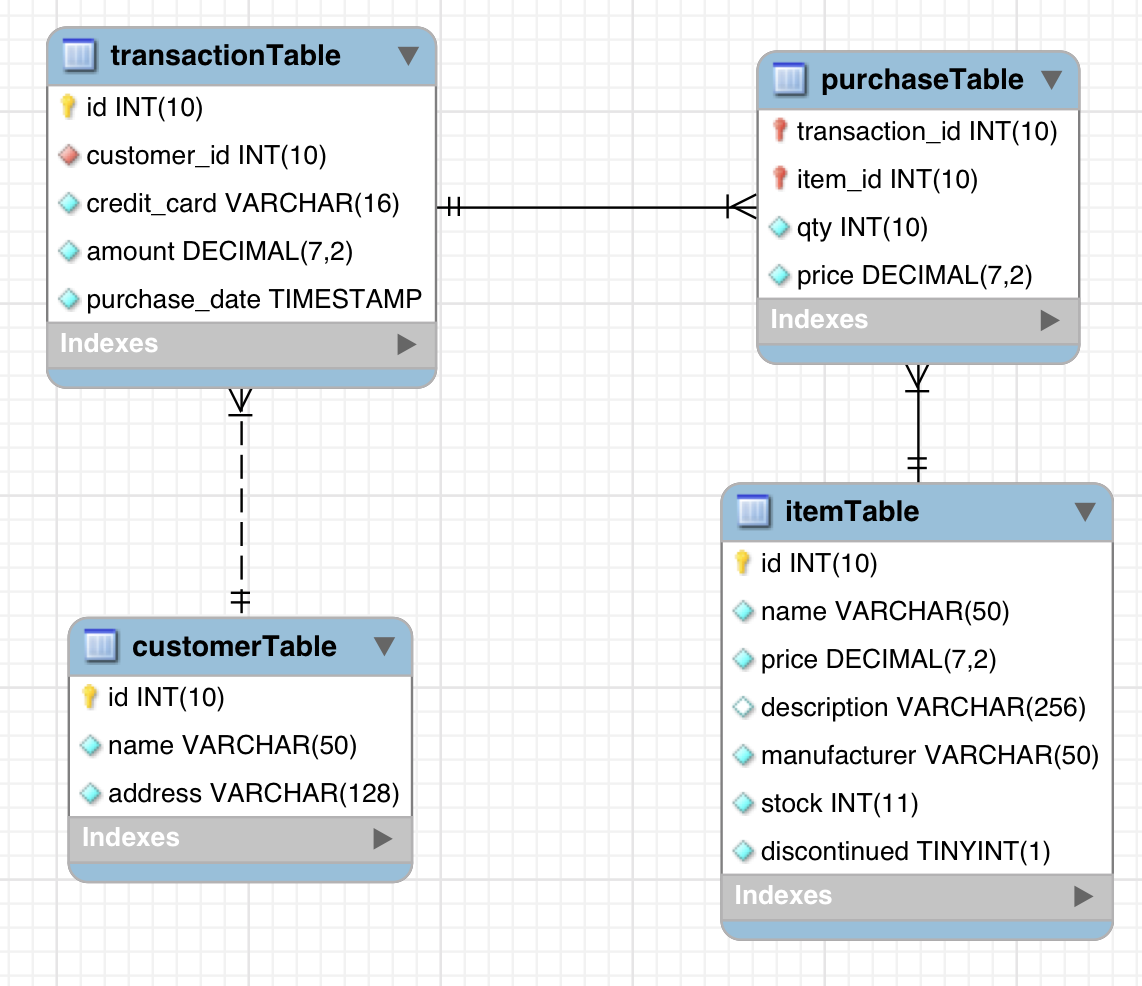 transactionTable
id INT(10)
customer_id INT(10)
credit_card VARCHAR(16)
amount DECIMAL(7,2)
purchase_date TIMESTAMP
Indexes
purchaseTable
transaction_id INT(10)
item_id INT(10)
qty INT(10)
price DECIMAL(7,2)
Indexes
customerTable
id INT(10)
name VARCHAR(50)
address VARCHAR(128)
Indexes
itemTable
id INT(10)
name VARCHAR(50)
price DECIMAL(7,2)
description VARCHAR(256)
manufacturer VARCHAR(50)
stock INT(11)
discontinued TINYINT(1)
Indexes